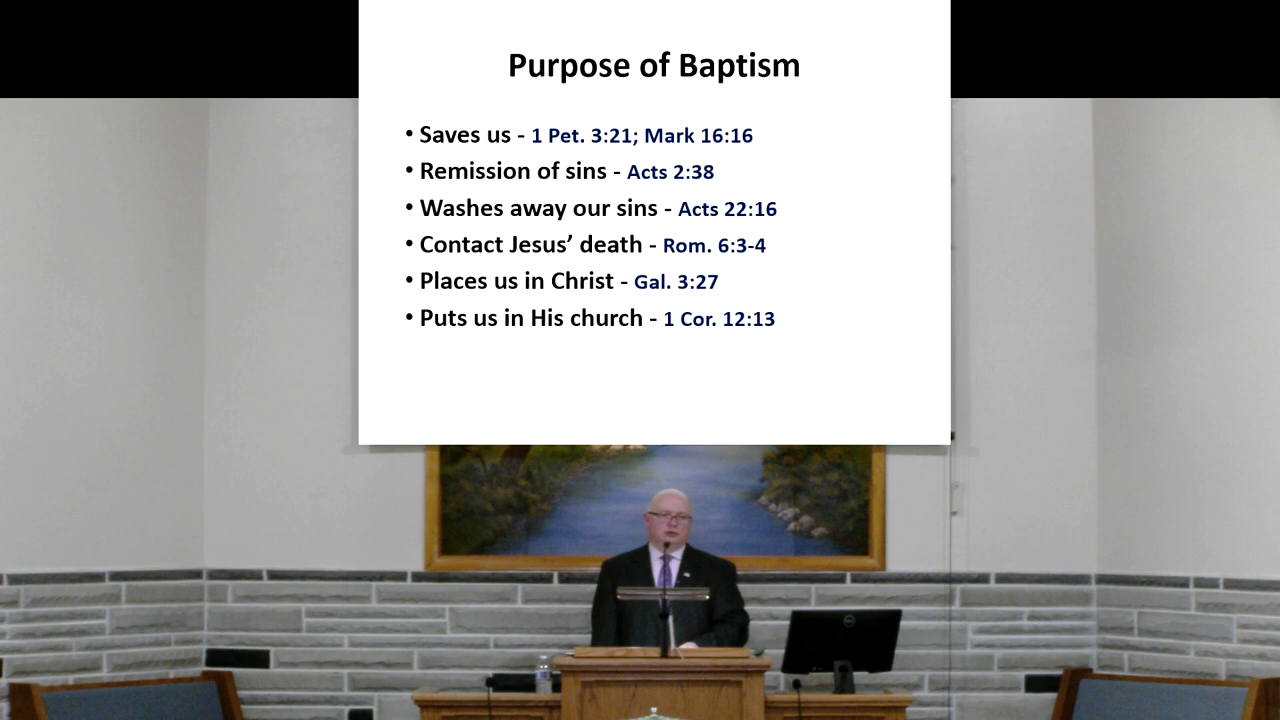 Purpose of Baptism
• Saves us - 1 Pet. 3:21; Mark 16:16
• Remission of sins - Acts 2:38
• Washes away our sins - Acts 22:16
• Contact Jesus’ death - Rom. 6:3-4
• Places us in Christ - Gal. 3:27
• Puts us in His church - 1 Cor. 12:13
DELL